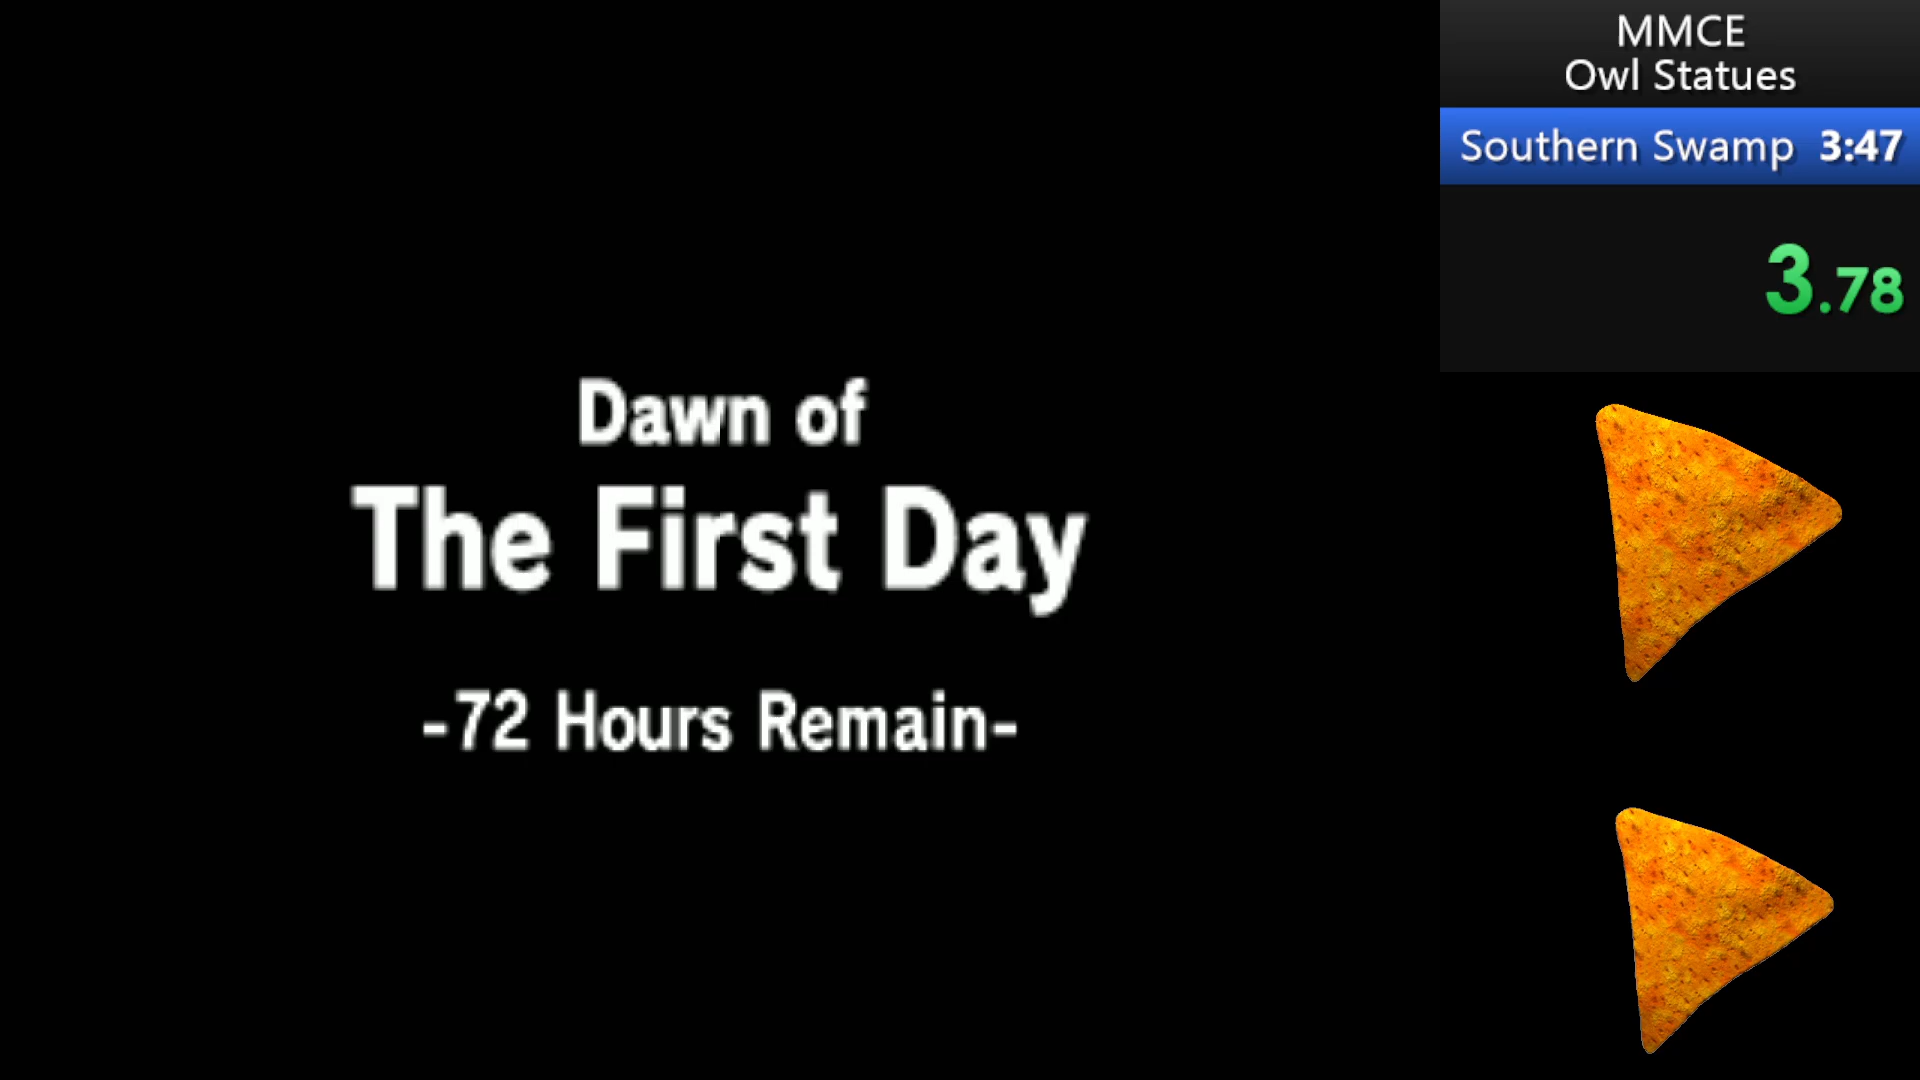 Dawn of
The First Day
-72 Hours Remain-
MMCE
Owl Statues
Southern Swamp 3:47
3.78